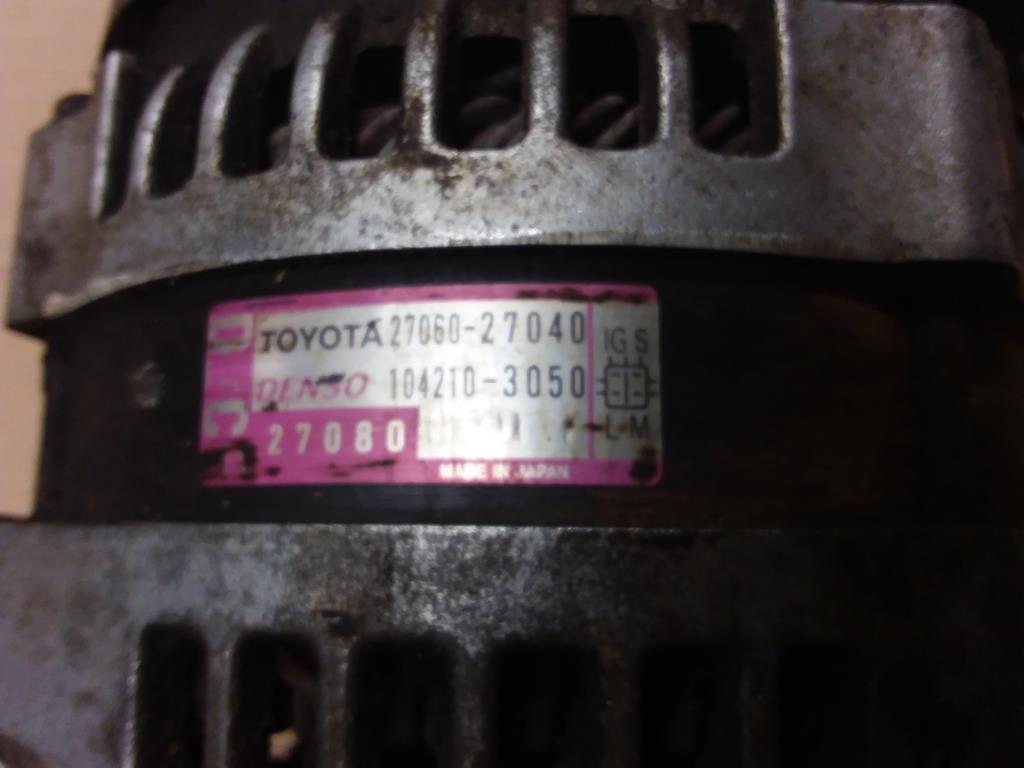 TOYOTA 27060-27040
DENSO 104210-3050
27080
MADE IN JAPAN
IG S
L M